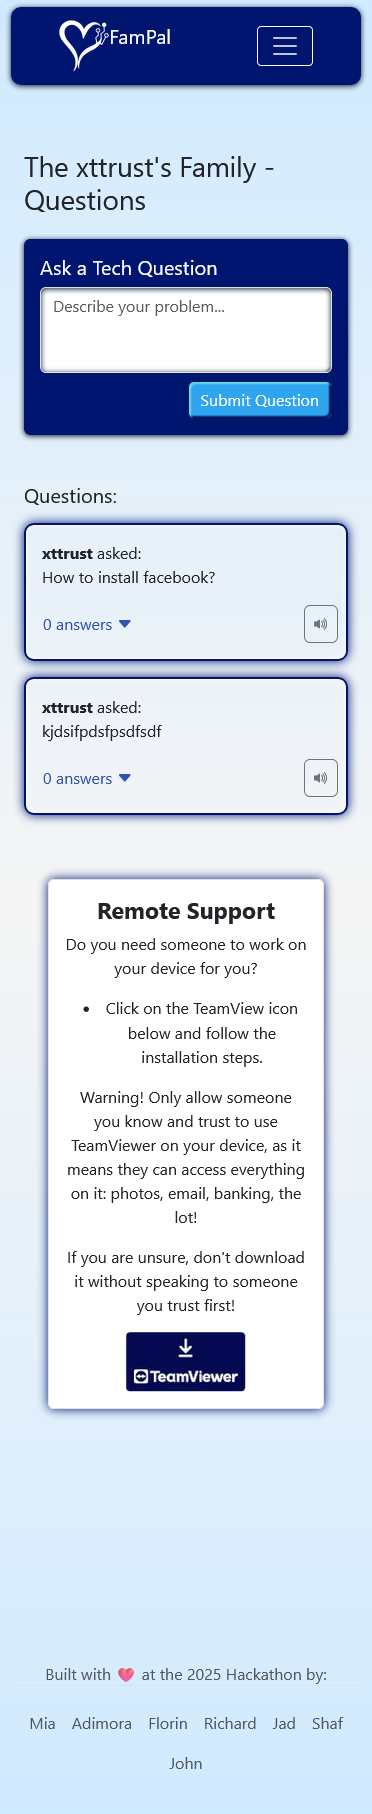 FamPal
The xttrust's Family -
Questions
Ask a Tech Question
Describe your problem...
Submit Question
Questions:
xttrust asked:
How to install facebook?
0 answers
xttrust asked:
kjdsifpdsfpsdfsdf
0 answers
Remote Support
Do you need someone to work on
your device for you?
• Click on the TeamView icon
below and follow the
installation steps.
Warning! Only allow someone
you know and trust to use
TeamViewer on your device, as it
means they can access everything
on it: photos, email, banking, the
lot!
If you are unsure, don't download
it without speaking to someone
you trust first!
TeamViewer
Built with 💗 at the 2025 Hackathon by:
Mia Adimora Florin Richard Jad Shaf
John